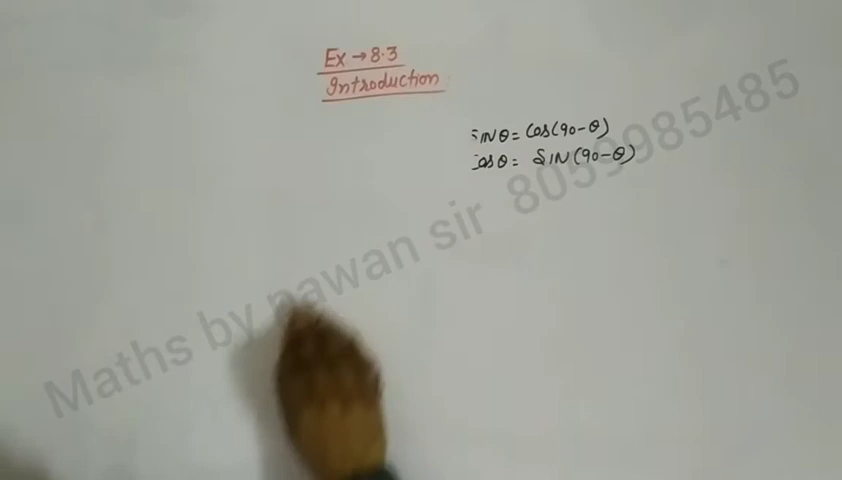 Ex → 8.3
Introduction
SINθ = Cos(90-θ)
Cosθ = SIN(90-θ)
Maths by pawan sir 8059985485